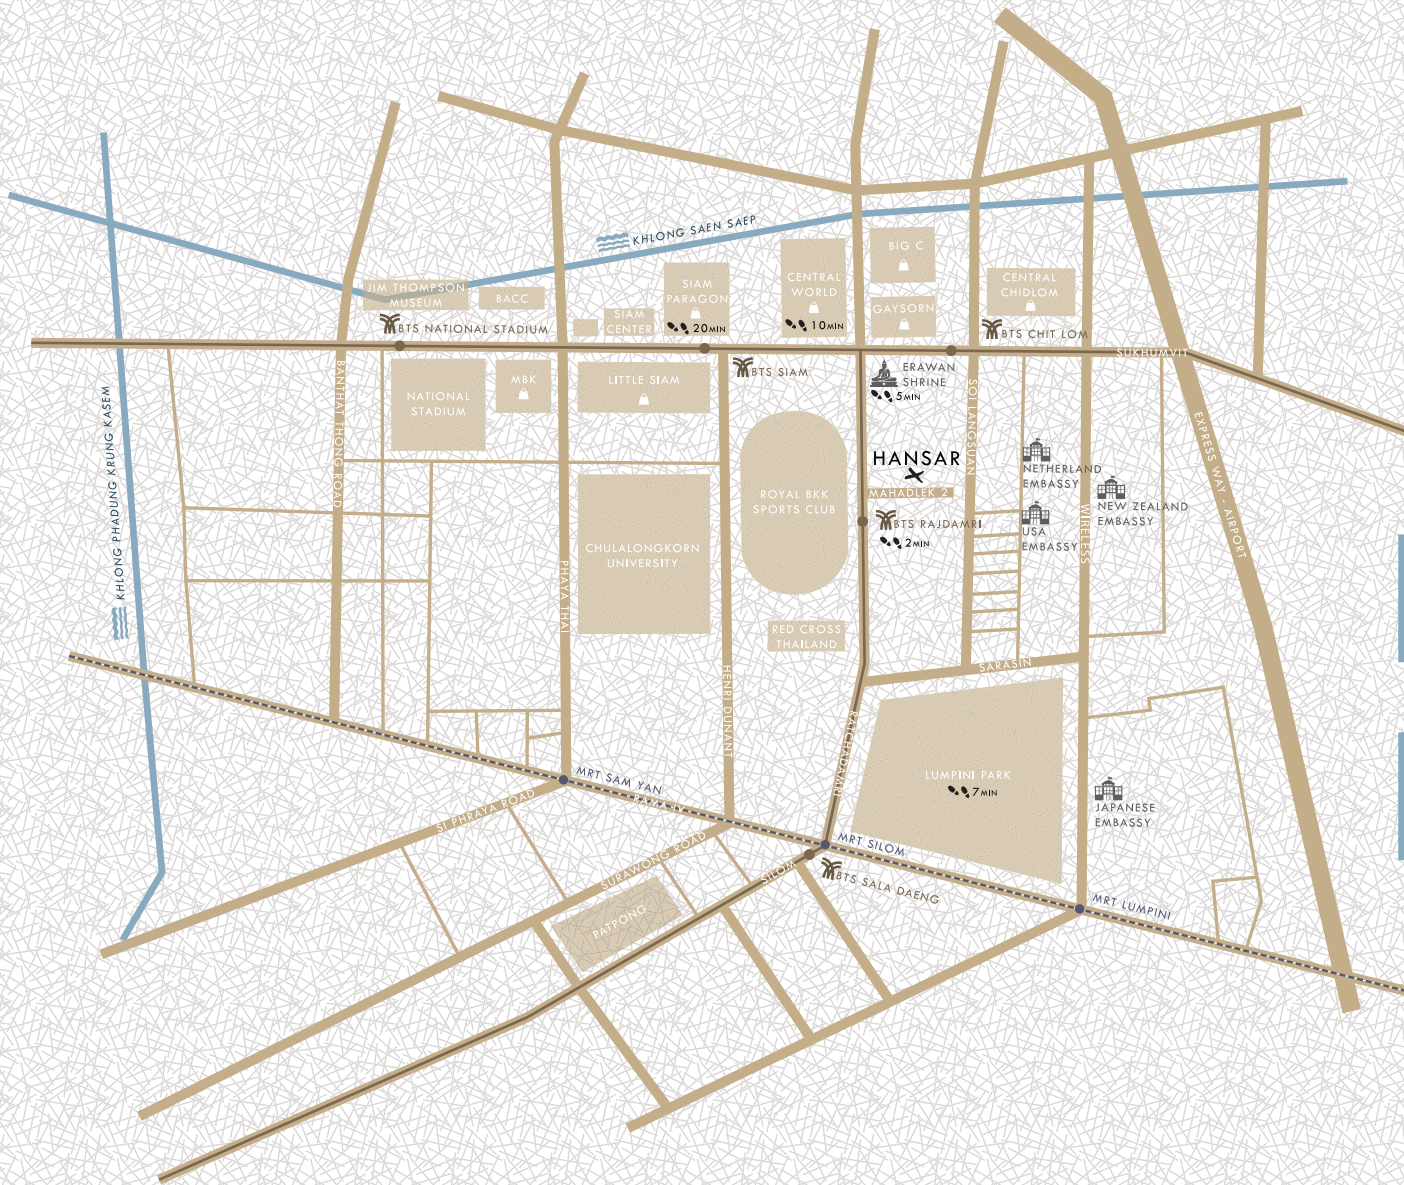 KHLONG SAEN SAEP
BIG C
JIM THOMPSON
MUSEUM
BACC
SIAM
CENTER
SIAM
PARAGON
20MIN
CENTRAL
WORLD
10MIN
GAYSORN
CENTRAL
CHIDLOM
BTS NATIONAL STADIUM
BTS CHIT LOM
SUKHUMVIT
BTS SIAM
ERAWAN
SHRINE
5MIN
NATIONAL
STADIUM
MBK
LITTLE SIAM
KHLONG PHADUNG KRUNG KASEM
BANTHAT THONG ROAD
SOI LANGSUAN
EXPRESS WAY - AIRPORT
HANSAR
MAHADLEK 2
NETHERLAND
EMBASSY
NEW ZEALAND
EMBASSY
USA
EMBASSY
WIRELESS
ROYAL BKK
SPORTS CLUB
BTS RAJDAMRI
2MIN
CHULALONGKORN
UNIVERSITY
PHAYA THAI
RED CROSS
THAILAND
HENRI DUNANT
SARASIN
RATCHADAMRI
LUMPINI PARK
7MIN
JAPANESE
EMBASSY
MRT SAM YAN
RAMA IV
SI PHRAYA ROAD
SURAWONG ROAD
SILOM
MRT SILOM
BTS SALA DAENG
MRT LUMPINI
PATPONG